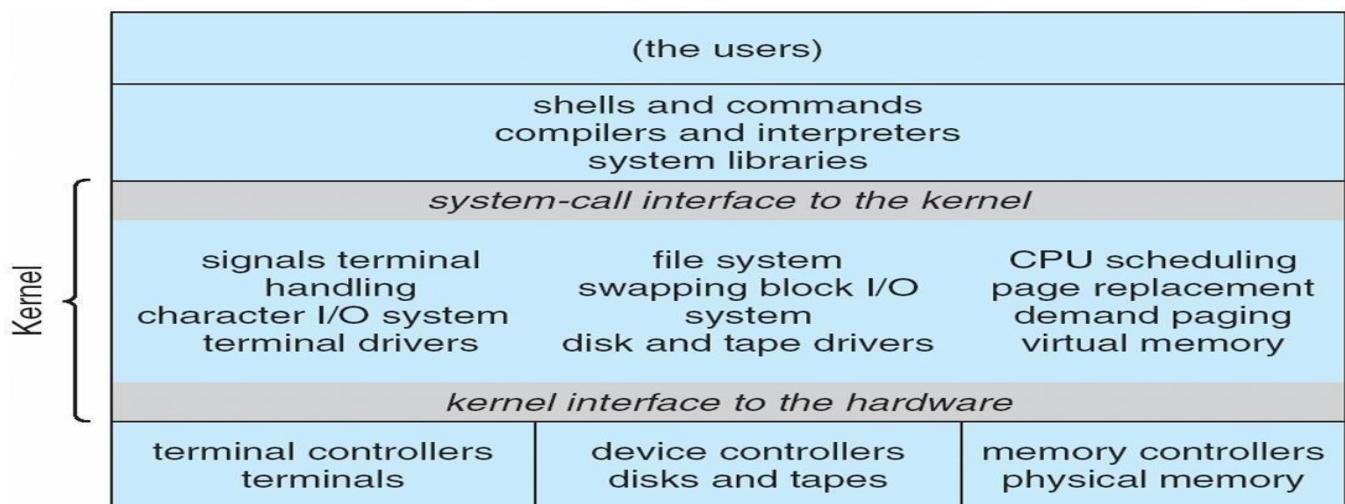 (the users)
shells and commands
compilers and interpreters
system libraries
Kernel
system-call interface to the kernel
signals terminal
handling
character I/O system
terminal drivers
file system
swapping block I/O
system
disk and tape drivers
CPU scheduling
page replacement
demand paging
virtual memory
kernel interface to the hardware
terminal controllers
terminals
device controllers
disks and tapes
memory controllers
physical memory